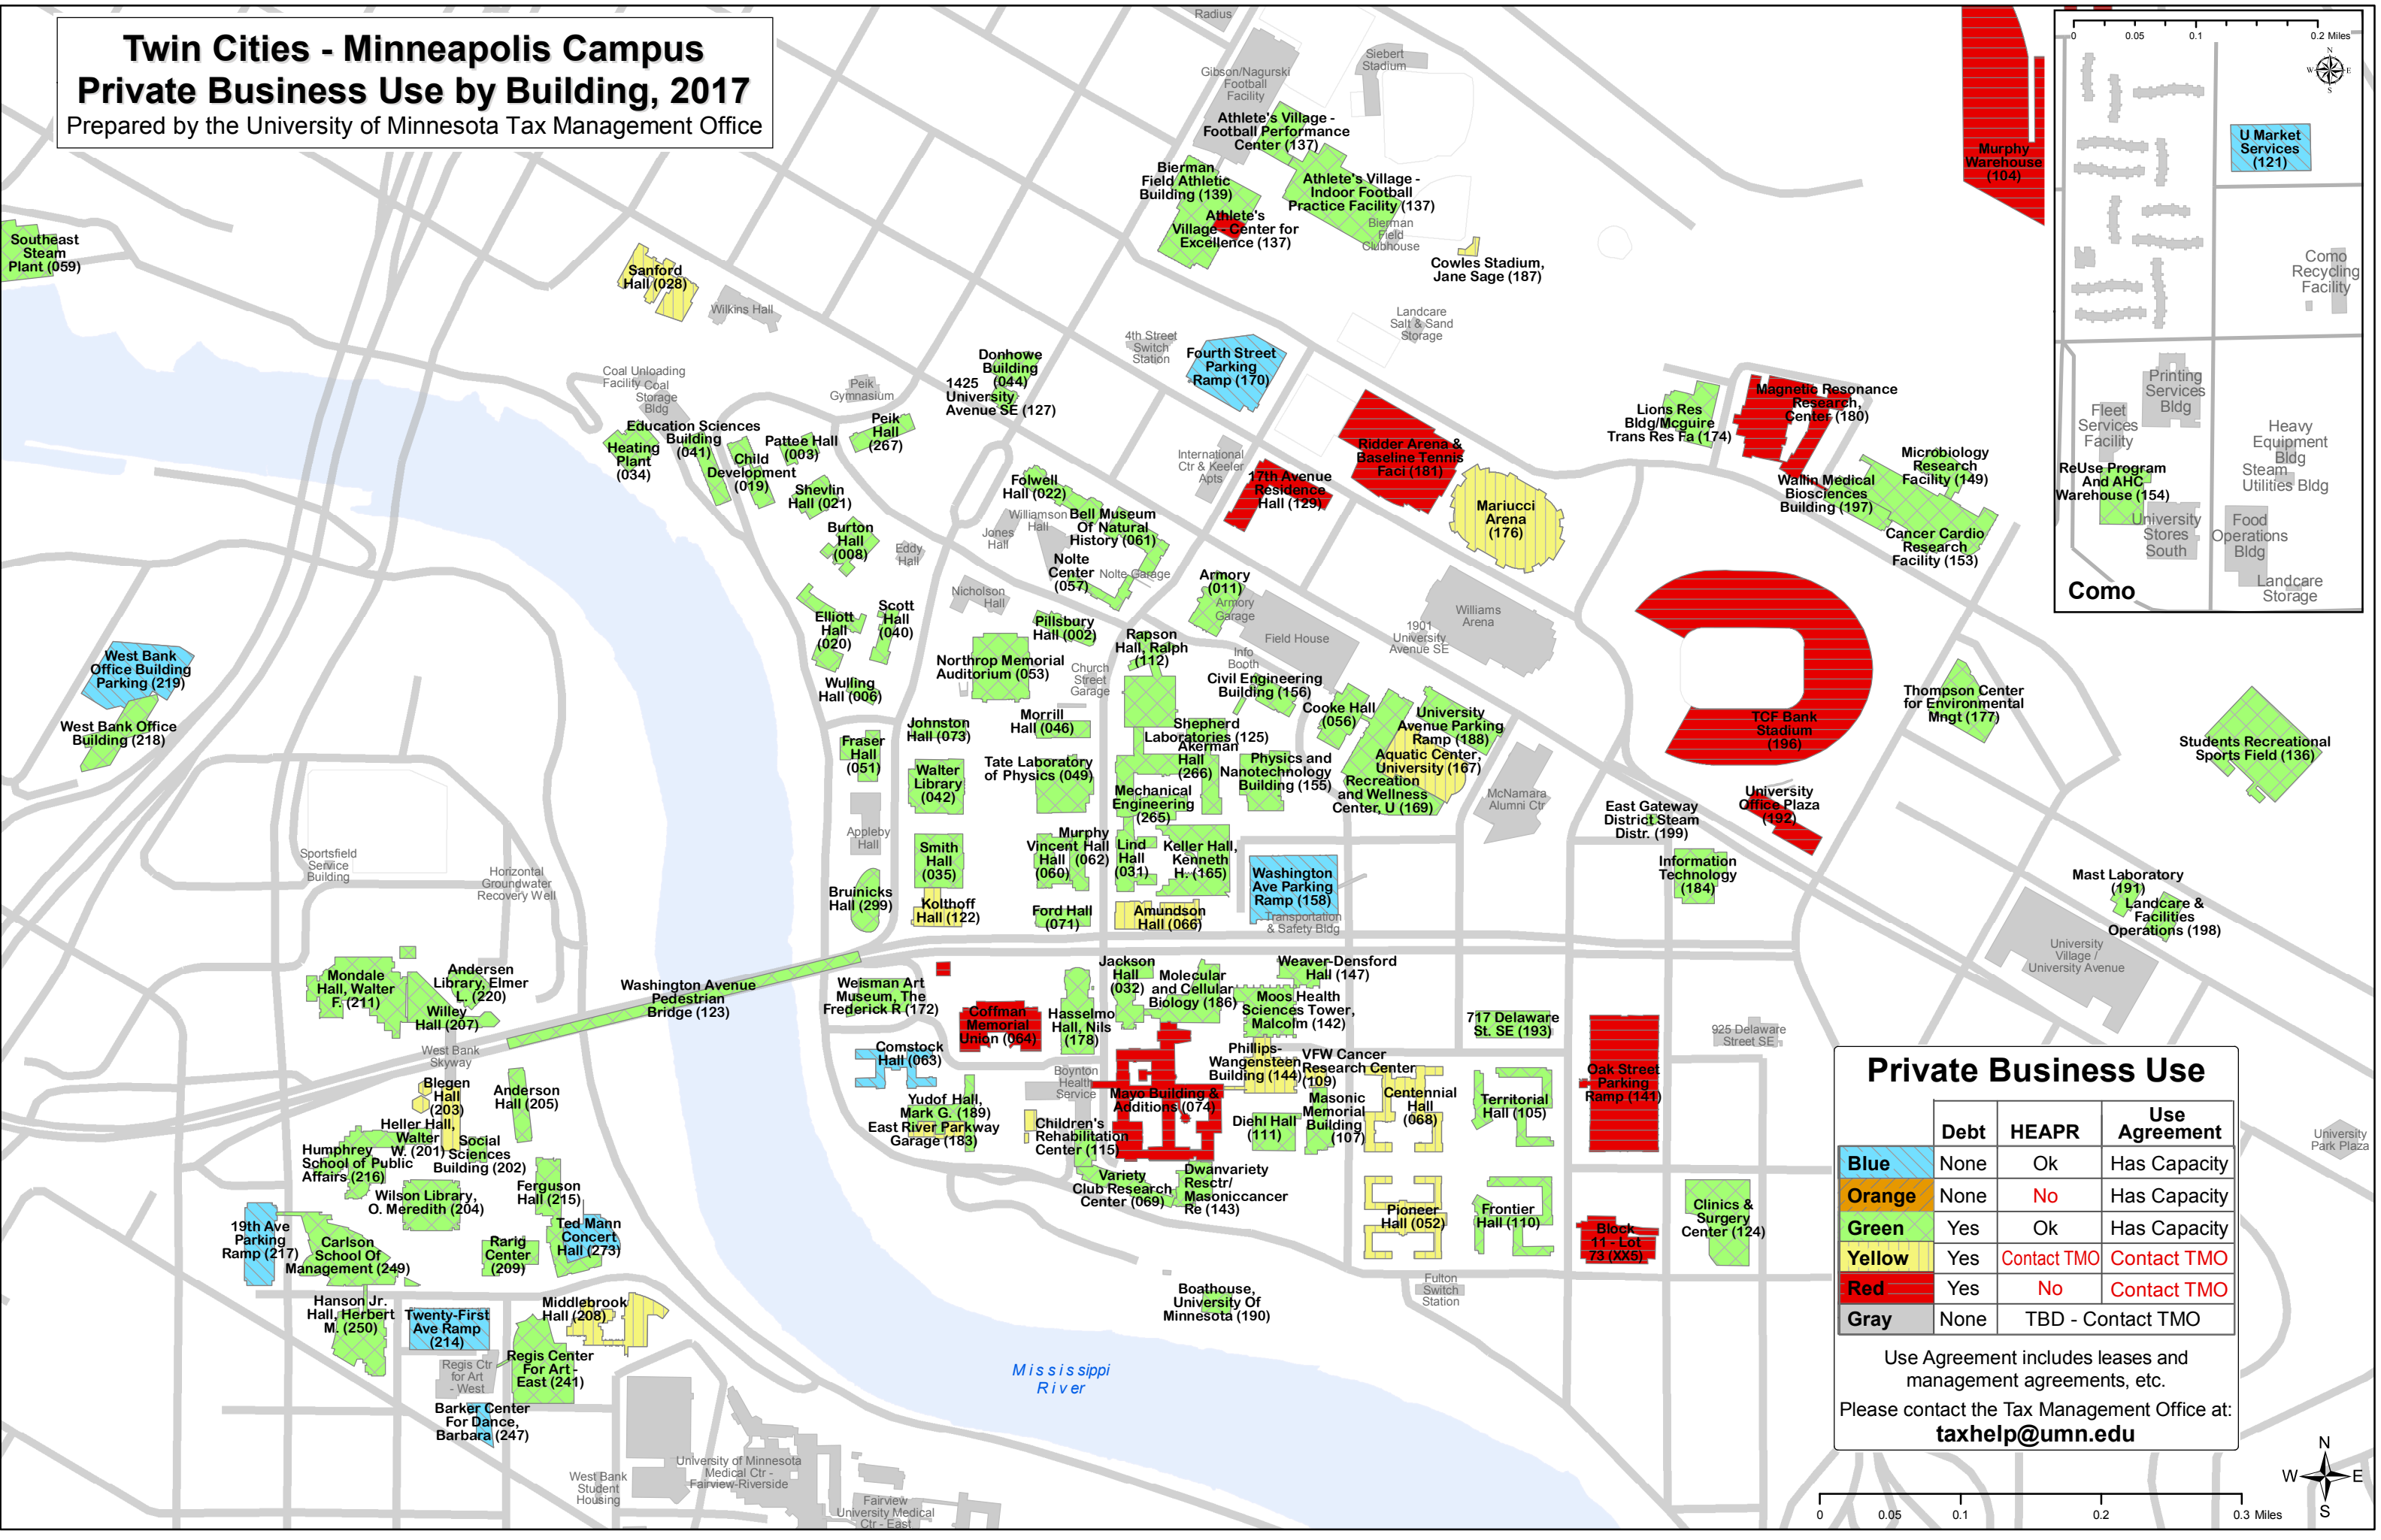 Twin Cities - Minneapolis Campus
Private Business Use by Building, 2017
Prepared by the University of Minnesota Tax Management Office
Radius
Gibson/Nagurski
Football
Facility
Siebert
Stadium
Athlete's Village -
Football Performance
Center (137)
Bierman
Field Athletic
Building (139)
Athlete's Village -
Indoor Football
Practice Facility (137)
Athlete's
Village - Center for
Excellence (137)
Bierman
Field
Clubhouse
Cowles Stadium,
Jane Sage (187)
Murphy
Warehouse
(104)
0 0.05 0.1 0.2 Miles
N
W E
S
U Market
Services
(121)
Como
Recycling
Facility
Printing
Services
Bldg
Fleet
Services
Facility
Heavy
Equipment
Bldg
Steam
Utilities Bldg
ReUse Program
And AHC
Warehouse (154)
University
Stores
South
Food
Operations
Bldg
Landcare
Storage
Como
Southeast
Steam
Plant (059)
Sanford
Hall (028)
Wilkins Hall
Landcare
Salt & Sand
Storage
4th Street
Switch
Station
Fourth Street
Parking
Ramp (170)
Donhowe
Building
(044)
1425
University
Avenue SE (127)
Coal Unloading
Facility
Coal
Storage
Bldg
Peik
Gymnasium
Peik
Hall
(267)
Education Sciences
Building
(041)
Heating
Plant
(034)
Pattee Hall
(003)
Child
Development
(019)
Shevlin
Hall (021)
Burton
Hall
(008)
Eddy
Hall
Folwell
Hall (022)
Williamson
Hall
Jones
Hall
Bell Museum
Of Natural
History (061)
Nolte
Center
(057)
Nolte Garage
International
Ctr & Keeler
Apts
17th Avenue
Residence
Hall (129)
Ridder Arena &
Baseline Tennis
Faci (181)
Mariucci
Arena
(176)
Lions Res
Bldg/Mcguire
Trans Res Fa (174)
Magnetic Resonance
Research,
Center (180)
Microbiology
Research
Facility (149)
Wallin Medical
Biosciences
Building (197)
Cancer Cardio
Research
Facility (153)
Nicholson
Hall
Armory
(011)
Armory
Garage
Field House
Williams
Arena
1901
University
Avenue SE
Elliott
Hall
(020)
Scott
Hall
(040)
Pillsbury
Hall (002)
Rapson
Hall, Ralph
(112)
Info
Booth
Northrop Memorial
Auditorium (053)
Church
Street
Garage
Civil Engineering
Building (156)
Wulling
Hall (006)
Cooke Hall
(056)
University
Avenue Parking
Ramp (188)
Aquatic Center,
University (167)
Recreation
and Wellness
Center, U (169)
TCF Bank
Stadium
(196)
Thompson Center
for Environmental
Mngt (177)
Students Recreational
Sports Field (136)
West Bank
Office Building
Parking (219)
West Bank Office
Building (218)
Johnston
Hall (073)
Morrill
Hall (046)
Shepherd
Laboratories (125)
Akerman
Hall
(266)
Fraser
Hall
(051)
Walter
Library
(042)
Tate Laboratory
of Physics (049)
Physics and
Nanotechnology
Building (155)
Mechanical
Engineering
(265)
McNamara
Alumni Ctr
University
Office Plaza
(192)
East Gateway
District Steam
Distr. (199)
Information
Technology
(184)
Appleby
Hall
Smith
Hall
(035)
Murphy
Hall
(062)
Vincent
Hall
(060)
Lind
Hall
(031)
Keller Hall,
Kenneth
H. (165)
Washington
Ave Parking
Ramp (158)
Transportation
& Safety Bldg
Bruinicks
Hall (299)
Kolthoff
Hall (122)
Ford Hall
(071)
Amundson
Hall (066)
Mast Laboratory
(191)
Landcare &
Facilities
Operations (198)
University
Village /
University Avenue
Sportsfield
Service
Building
Horizontal
Groundwater
Recovery Well
Mondale
Hall, Walter
F. (211)
Andersen
Library, Elmer
L. (220)
Willey
Hall (207)
Washington Avenue
Pedestrian
Bridge (123)
West Bank
Skyway
Weisman Art
Museum, The
Frederick R (172)
Coffman
Memorial
Union (064)
Hasselmo
Hall, Nils
(178)
Jackson
Hall
(032)
Molecular
and Cellular
Biology (186)
Weaver-Densford
Hall (147)
Moos Health
Sciences Tower,
Malcolm (142)
717 Delaware
St. SE (193)
925 Delaware
Street SE
Comstock
Hall (063)
Boynton
Health
Service
Phillips-
Wangensteen
Building (144)
VFW Cancer
Research Center
(109)
Mayo Building &
Additions (074)
Oak Street
Parking
Ramp (141)
Blegen
Hall
(203)
Anderson
Hall (205)
Heller Hall,
Walter
W. (201)
Social
Sciences
Building (202)
Humphrey
School of Public
Affairs (216)
Yudof Hall,
Mark G. (189)
East River Parkway
Garage (183)
Children's
Rehabilitation
Center (115)
Diehl Hall
(111)
Masonic
Memorial
Building
(107)
Centennial
Hall
(068)
Territorial
Hall (105)
Variety
Club Research
Center (069)
Dwanvariety
Resctr/
Masoniccancer
Re (143)
Pioneer
Hall (052)
Frontier
Hall (110)
Block
11 - Lot
73 (XX5)
Clinics &
Surgery
Center (124)
University
Park Plaza
Wilson Library,
O. Meredith (204)
Ferguson
Hall (215)
Ted Mann
Concert
Hall (273)
19th Ave
Parking
Ramp (217)
Carlson
School Of
Management (249)
Rarig
Center
(209)
Hanson Jr.
Hall, Herbert
M. (250)
Twenty-First
Ave Ramp
(214)
Middlebrook
Hall (208)
Regis Ctr
for Art
- West
Regis Center
For Art -
East (241)
Barker Center
For Dance,
Barbara (247)
Boathouse,
University Of
Minnesota (190)
Fulton
Switch
Station
Mississippi
River
West Bank
Student
Housing
University of Minnesota
Medical Ctr -
Fairview-Riverside
Fairview
University Medical
Ctr - East
Private Business Use
Debt HEAPR Use Agreement
Blue None Ok Has Capacity
Orange None No Has Capacity
Green Yes Ok Has Capacity
Yellow Yes Contact TMO Contact TMO
Red Yes No Contact TMO
Gray None TBD - Contact TMO
Use Agreement includes leases and
management agreements, etc.
Please contact the Tax Management Office at:
taxhelp@umn.edu
N
W E
S
0 0.05 0.1 0.2 0.3 Miles